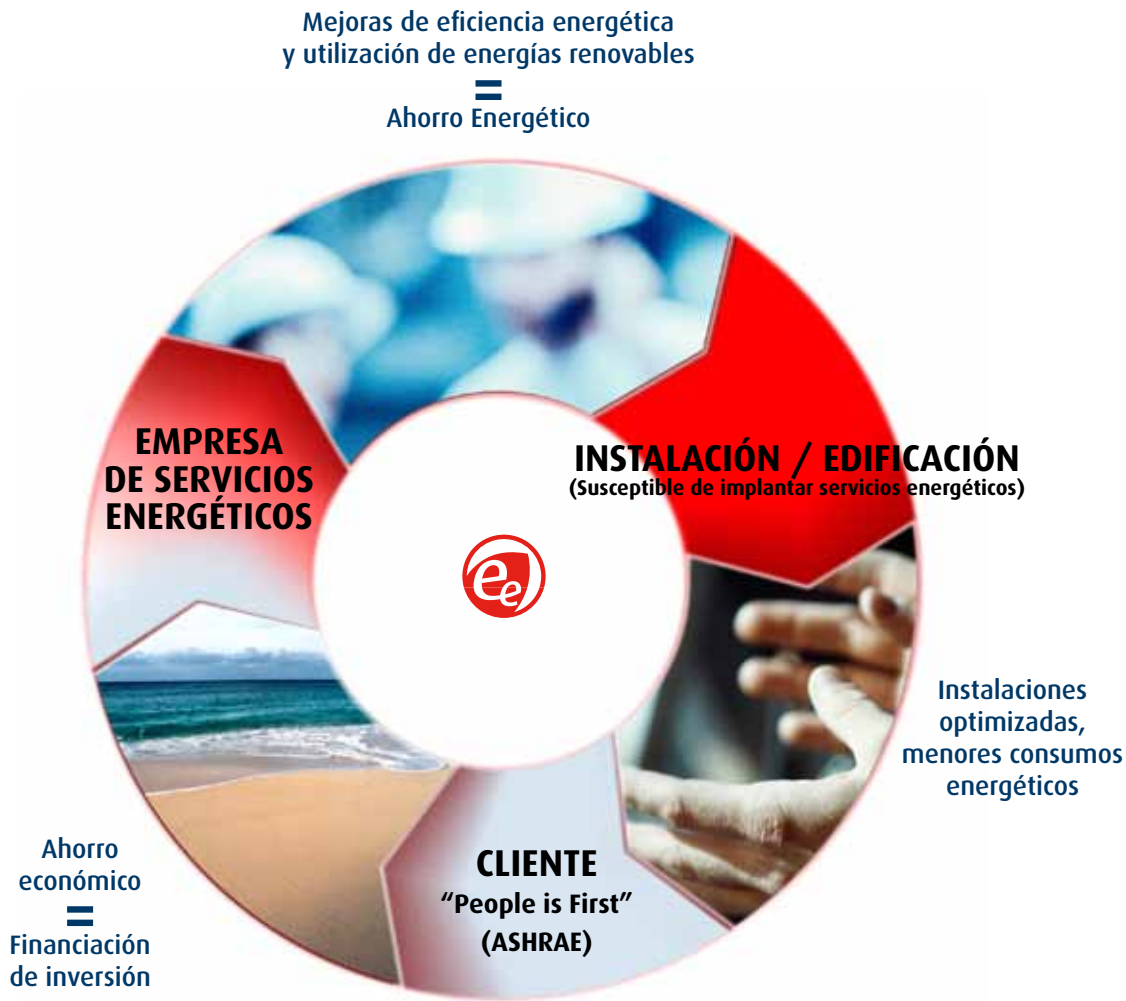 Mejoras de eficiencia energética
y utilización de energías renovables
=
Ahorro Energético
EMPRESA
DE SERVICIOS
ENERGÉTICOS
INSTALACIÓN / EDIFICACIÓN
(Susceptible de implantar servicios energéticos)
ee
Instalaciones
optimizadas,
menores consumos
energéticos
CLIENTE
“People is First”
(ASHRAE)
Ahorro
económico
=
Financiación
de inversión